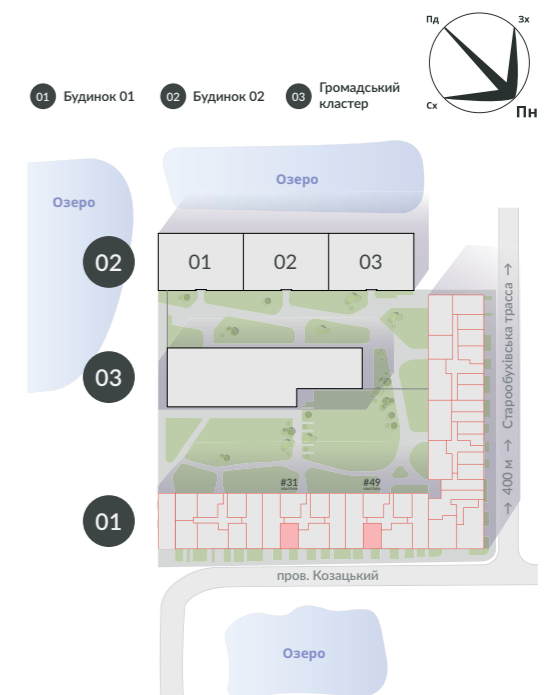 Пд
Зх
01 Будинок 01
02 Будинок 02
03 Громадський
кластер
Сх
Пн
Озеро
Озеро
02
01
02
03
03
→ 400 м → Старообухівська трасса →
#31
#49
01
пров. Козацький
Озеро